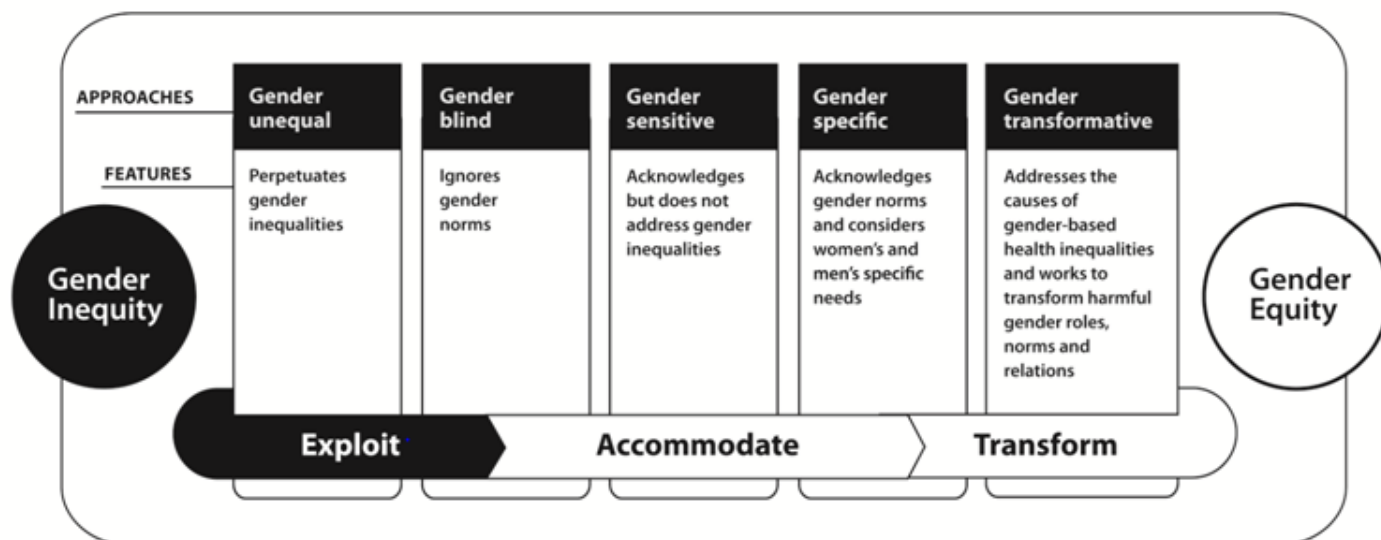 APPROACHES
Gender
unequal
Gender
blind
Gender
sensitive
Gender
specific
Gender
transformative
FEATURES
Perpetuates
gender
inequalities
Ignores
gender
norms
Acknowledges
but does not
address gender
inequalities
Acknowledges
gender norms
and considers
women's and
men's specific
needs
Addresses the
causes of
gender-based
health inequalities
and works to
transform harmful
gender roles,
norms and
relations
Gender
Inequity
Gender
Equity
Exploit
Accommodate
Transform